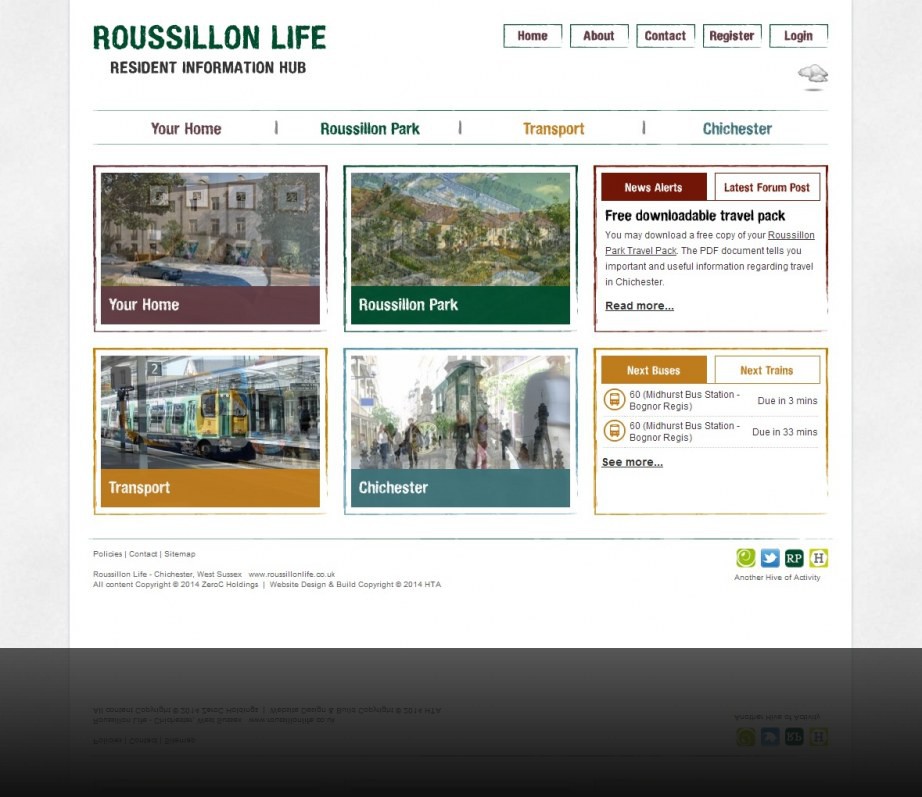 ROUSSILLON LIFE
RESIDENT INFORMATION HUB
Home
About
Contact
Register
Login
Your Home
Roussillon Park
Transport
Chichester
Your Home
Roussillon Park
News Alerts
Latest Forum Post
Free downloadable travel pack
You may download a free copy of your Roussillon
Park Travel Pack. The PDF document tells you
important and useful information regarding travel
in Chichester.
Read more...
2
Transport
Chichester
Next Buses
Next Trains
60 (Midhurst Bus Station -
Bognor Regis)
Due in 3 mins
60 (Midhurst Bus Station -
Bognor Regis)
Due in 33 mins
See more...
Policies | Contact | Sitemap
Roussillon Life - Chichester, West Sussex www.roussillonlife.co.uk
All content Copyright © 2014 ZeroC Holdings | Website Design & Build Copyright © 2014 HTA
RP
H
Another Hive of Activity